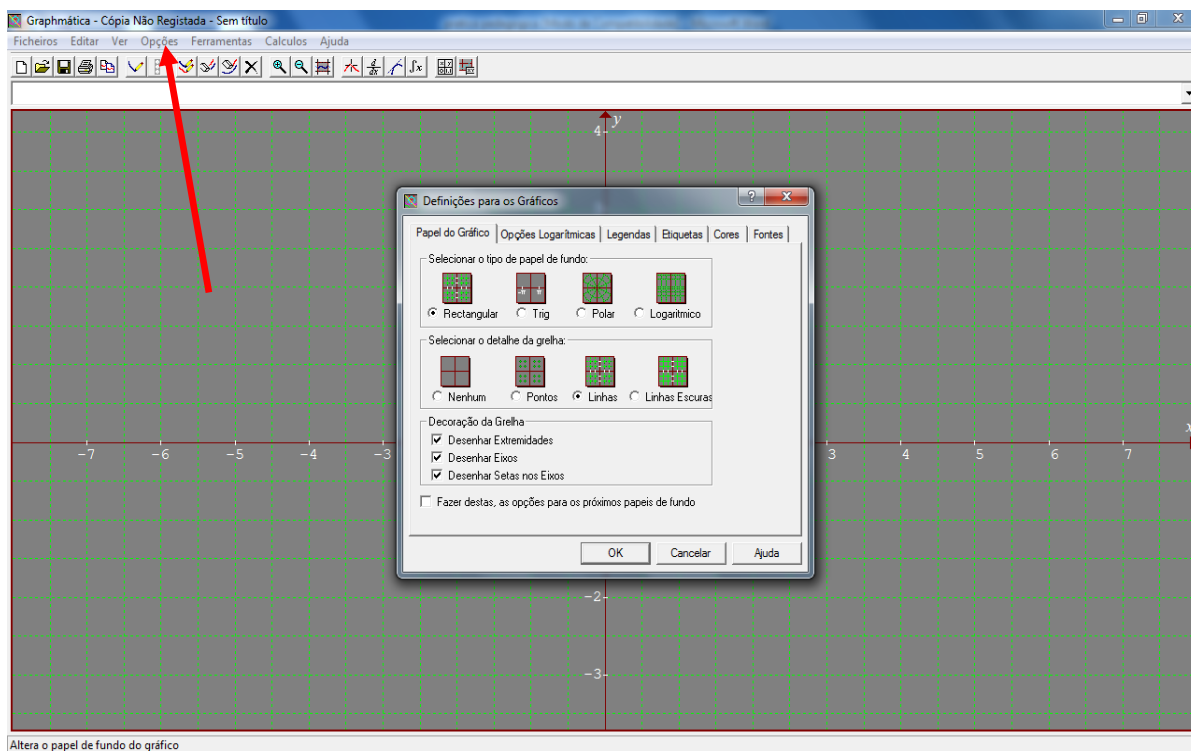 Graphmática - Cópia Não Registada - Sem título
Ficheiros Editar Ver Opções Ferramentas Calculos Ajuda
y
4
Definições para os Gráficos
Papel do Gráfico Opções Logarítmicas Legendas Etiquetas Cores Fontes
Selecionar o tipo de papel de fundo:
Rectangular Trig Polar Logaritmico
Selecionar o detalhe da grelha:
Nenhum Pontos Linhas Linhas Escuras
Decoração da Grelha
Desenhar Extremidades
Desenhar Eixos
Desenhar Setas nos Eixos
x
-7 -6 -5 -4 -3 3 4 5 6 7
Fazer destas, as opções para os próximos papeis de fundo
OK Cancelar Ajuda
-2
-3
Altera o papel de fundo do gráfico